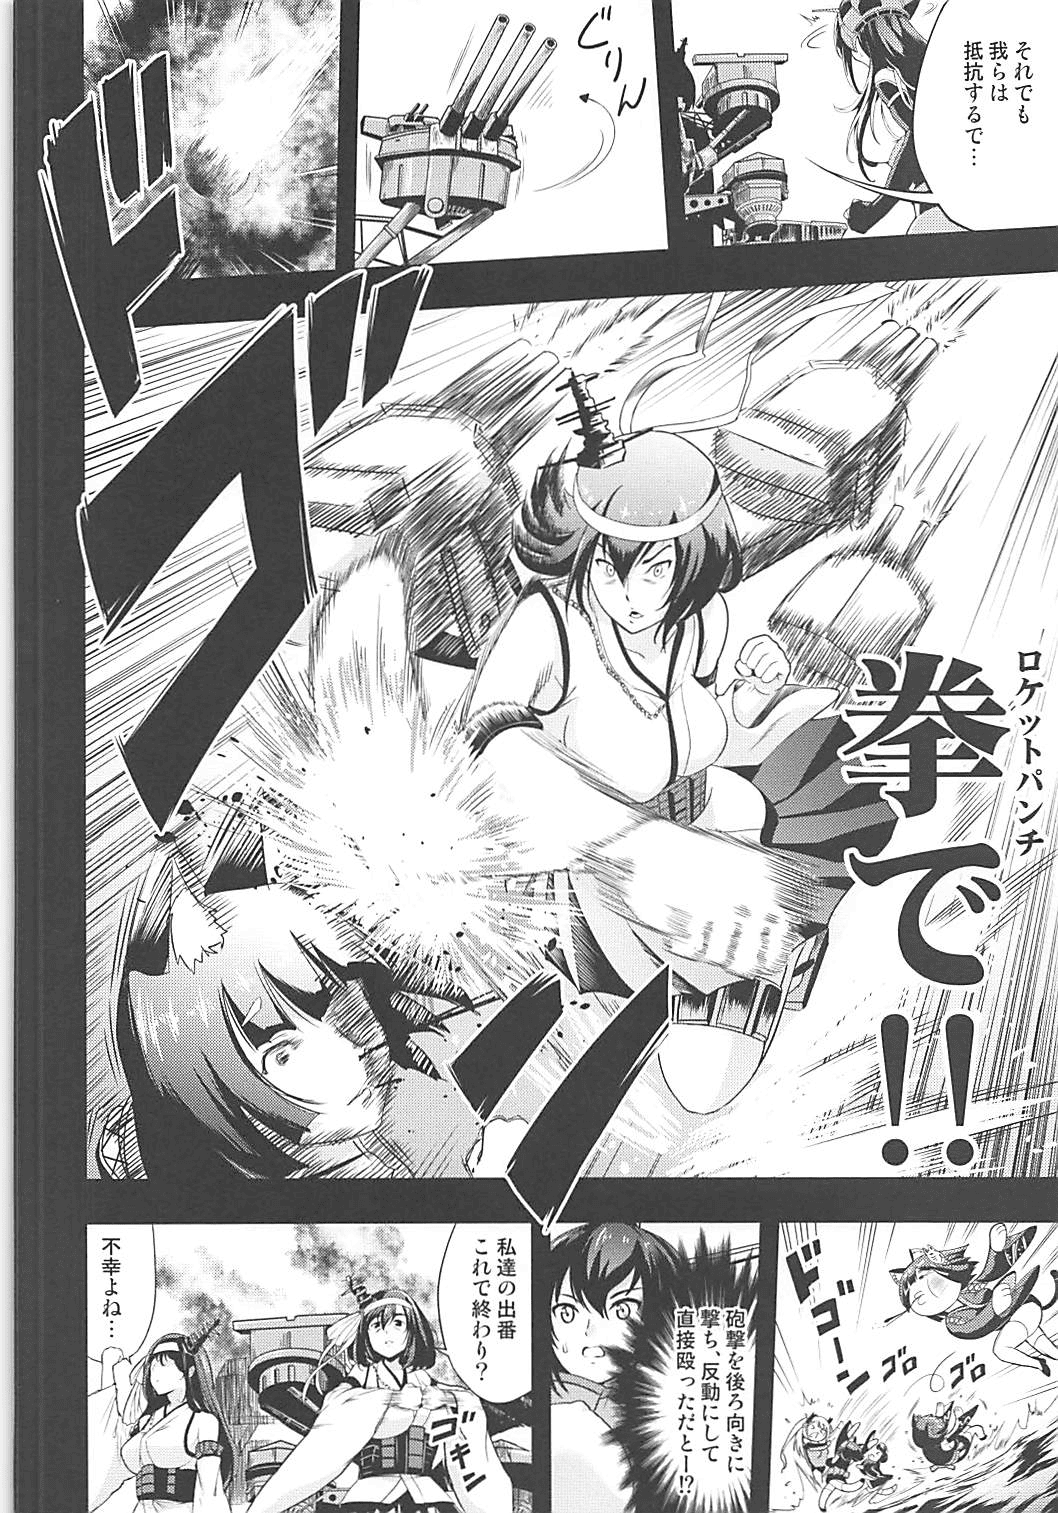 それでも
我らは
抵抗するで…
ぐりん
ドゴォッ!!
ロケットパンチ
拳で!!
ドゴーン
ゴロ
ゴロ
砲撃を後ろ向きに
撃ち、反動にして
直接殴っただとー!?
私達の出番
これで終わり?
ゴキン
不幸よね…